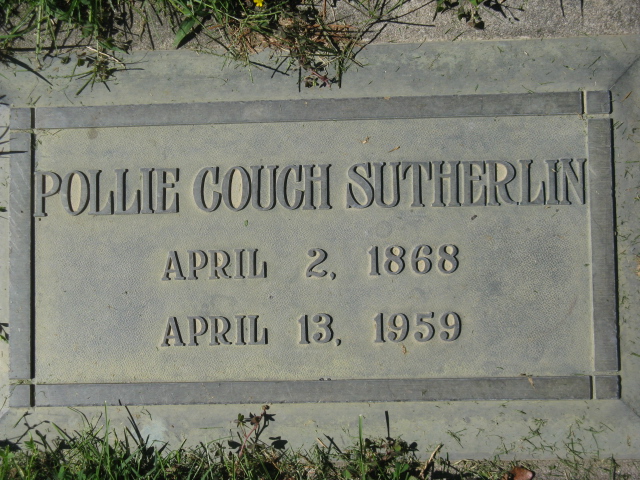 POLLIE COUCH SUTHERLIN
APRIL 2, 1868
APRIL 13, 1959